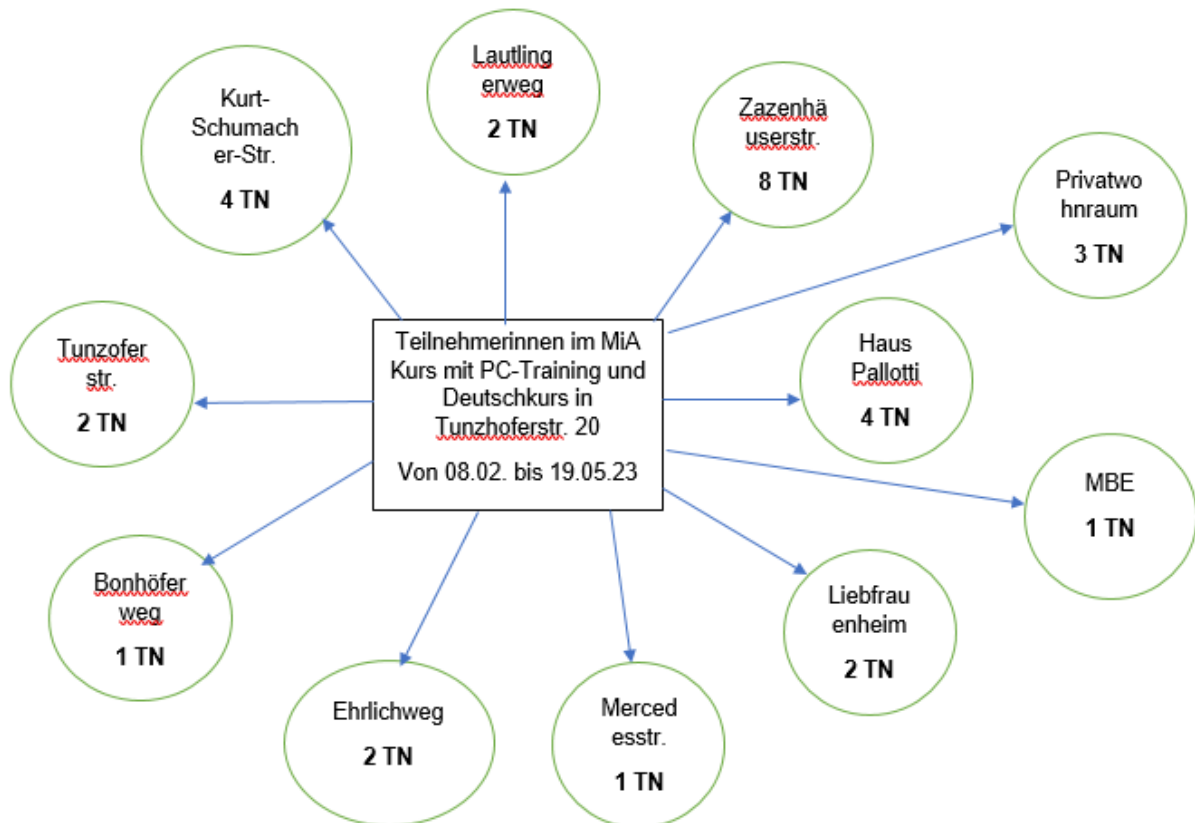 Lautling
erweg
2 TN
Kurt-
Schumach
er-Str.
4 TN
Zazenhä
userstr.
8 TN
Privatwo
hnraum
3 TN
Teilnehmerinnen im MiA
Kurs mit PC-Training und
Deutschkurs in
Tunzhoferstr. 20
Von 08.02. bis 19.05.23
Tunzofer
str.
2 TN
Haus
Pallotti
4 TN
MBE
1 TN
Bonhöfer
weg
1 TN
Liebfrau
enheim
2 TN
Ehrlichweg
2 TN
Merced
esstr.
1 TN